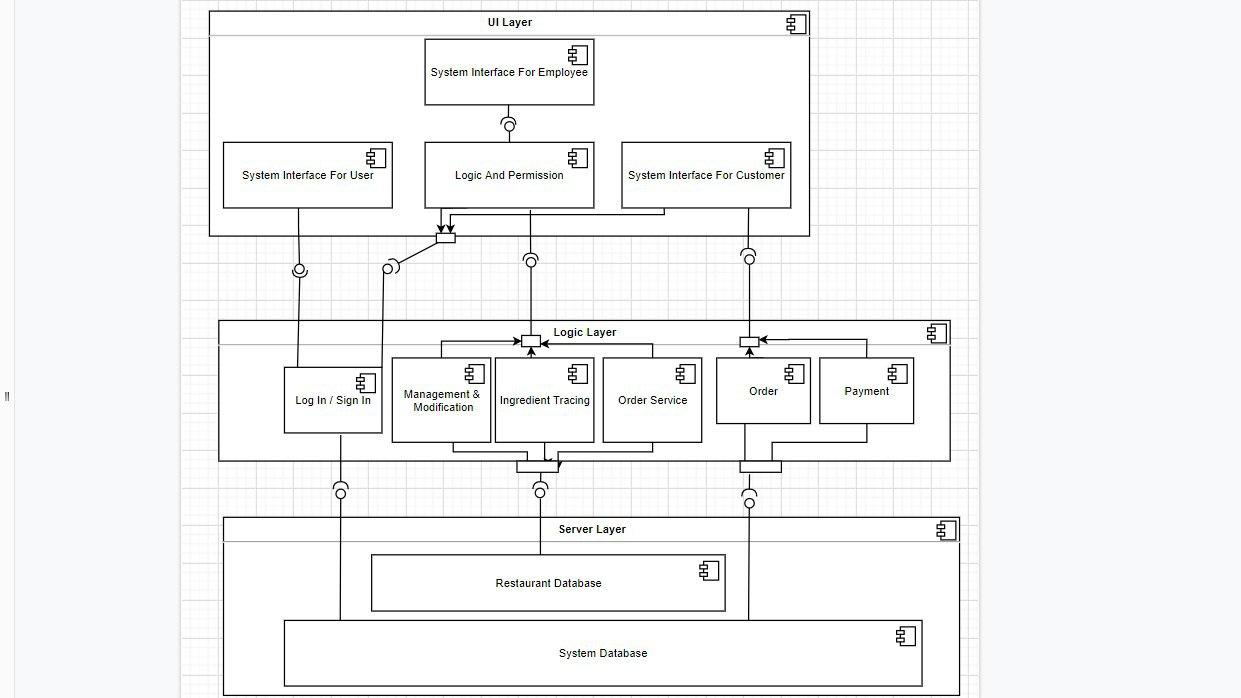 UI Layer
System Interface For Employee
System Interface For User
Logic And Permission
System Interface For Customer
Logic Layer
Log In / Sign In
Management &
Modification
Ingredient Tracing
Order Service
Order
Payment
Server Layer
Restaurant Database
System Database